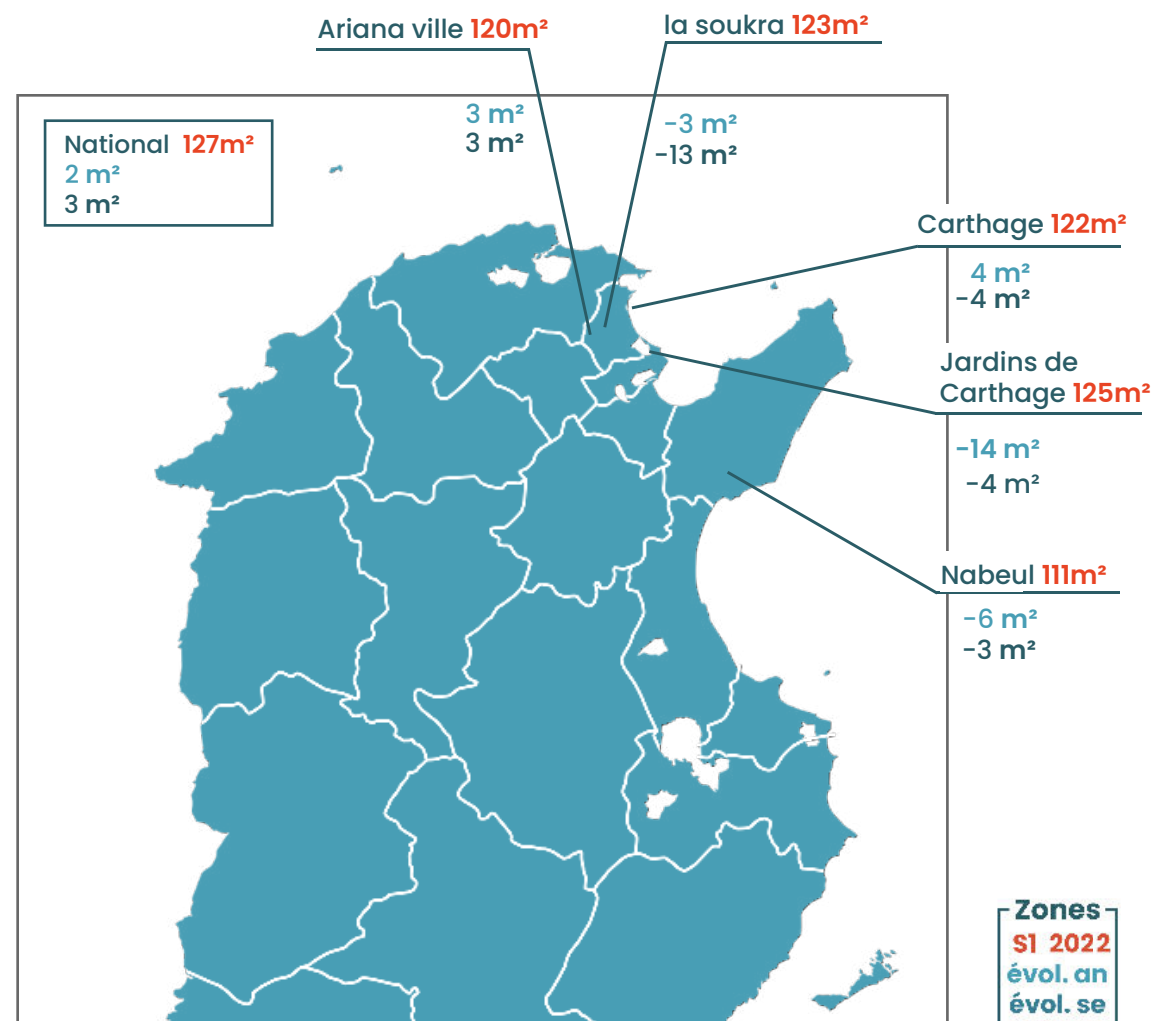 Ariana ville 120m²
la soukra 123m²
3 m²
3 m²
-3 m²
-13 m²
National 127m²
2 m²
3 m²
Carthage 122m²
4 m²
-4 m²
Jardins de
Carthage 125m²
-14 m²
-4 m²
Nabeul 111m²
-6 m²
-3 m²
Zones
S1 2022
évol. an
évol. se